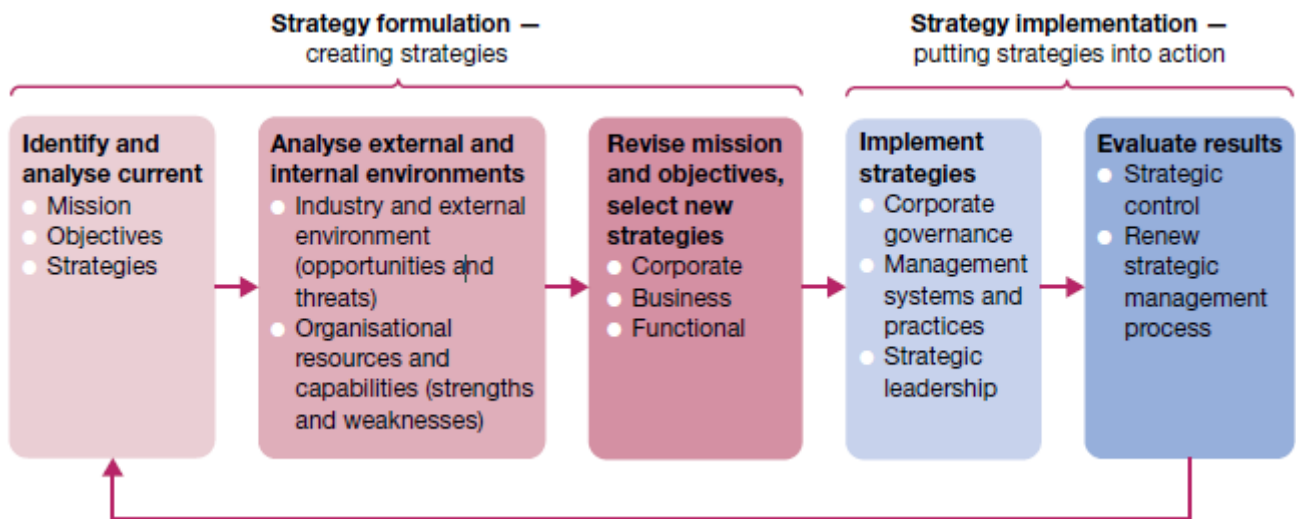 Strategy formulation —
creating strategies
Strategy implementation —
putting strategies into action
Identify and
analyse current
Mission
Objectives
Strategies
Analyse external and
internal environments
Industry and external
environment
(opportunities and
threats)
Organisational
resources and
capabilities (strengths
and weaknesses)
Revise mission
and objectives,
select new
strategies
Corporate
Business
Functional
Implement
strategies
Corporate
governance
Management
systems and
practices
Strategic
leadership
Evaluate results
Strategic
control
Renew
strategic
management
process